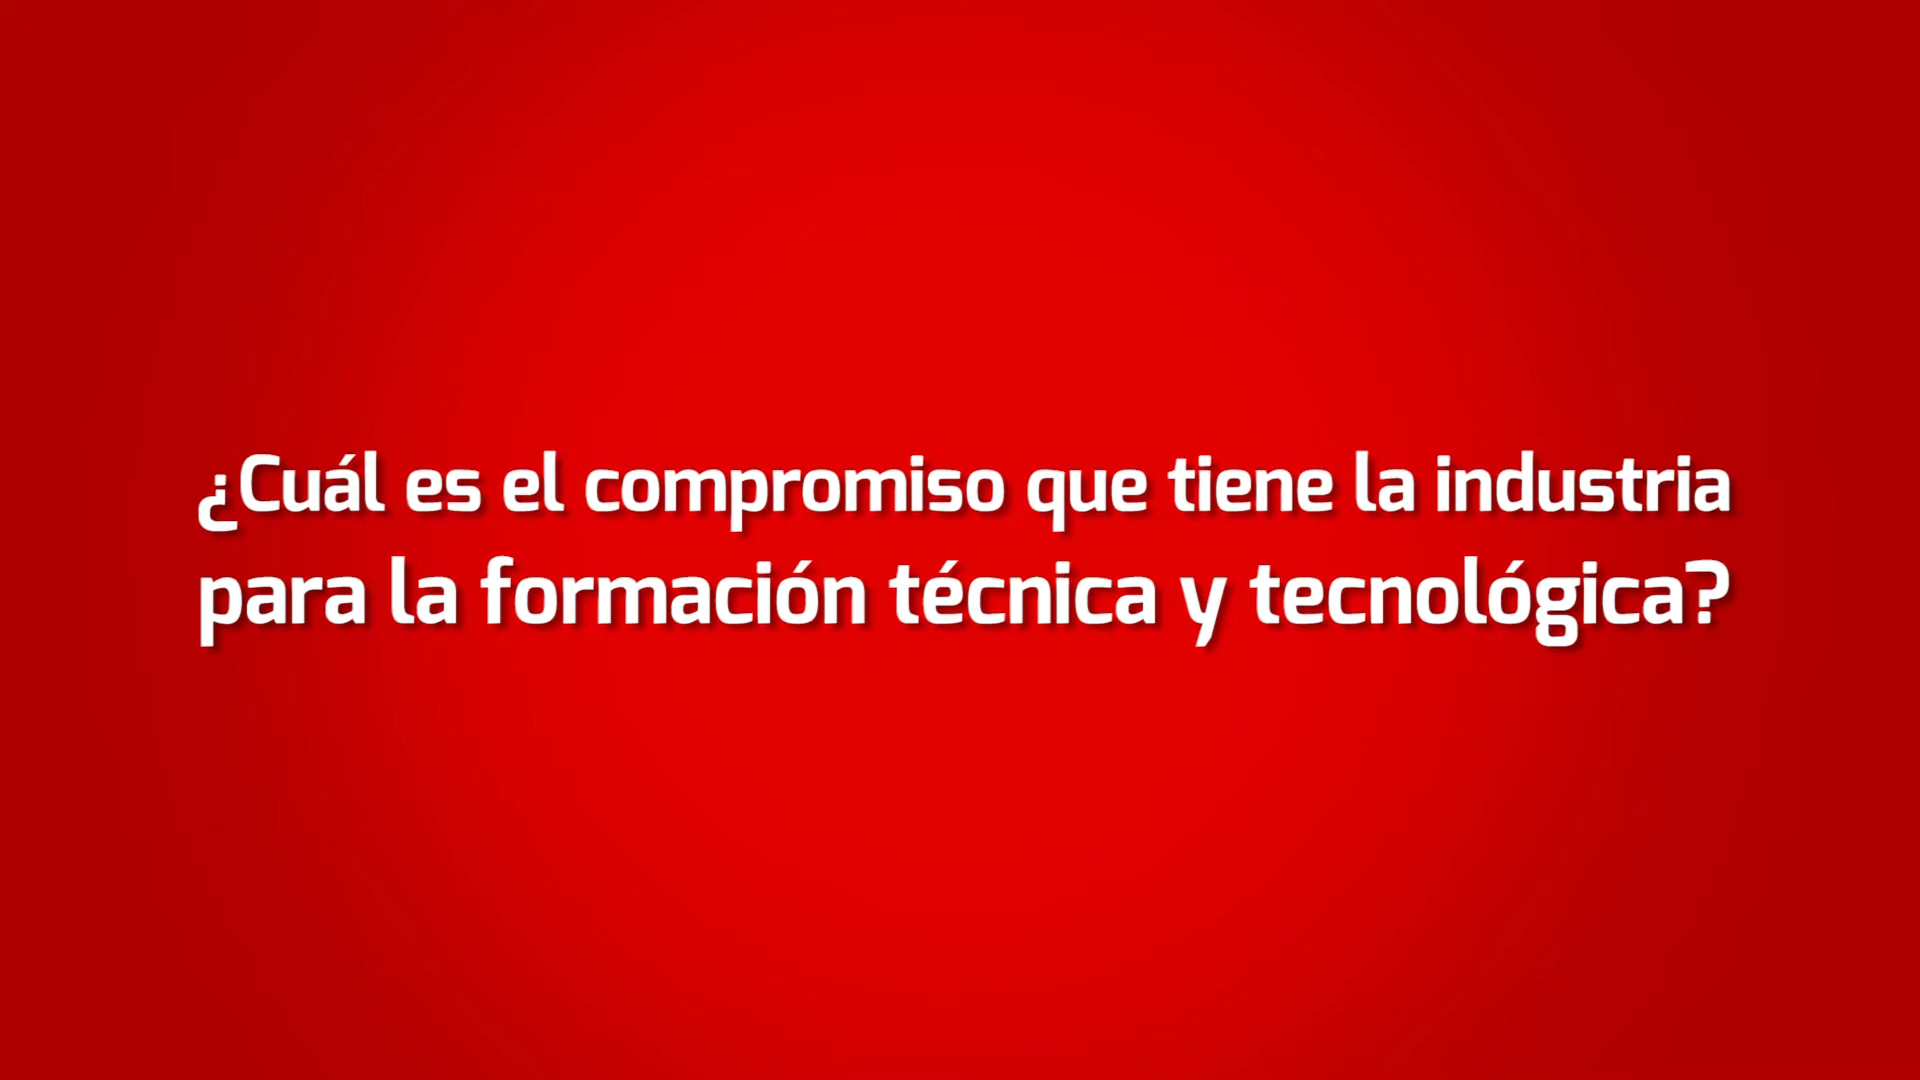 ¿Cuál es el compromiso que tiene la industria
para la formación técnica y tecnológica?